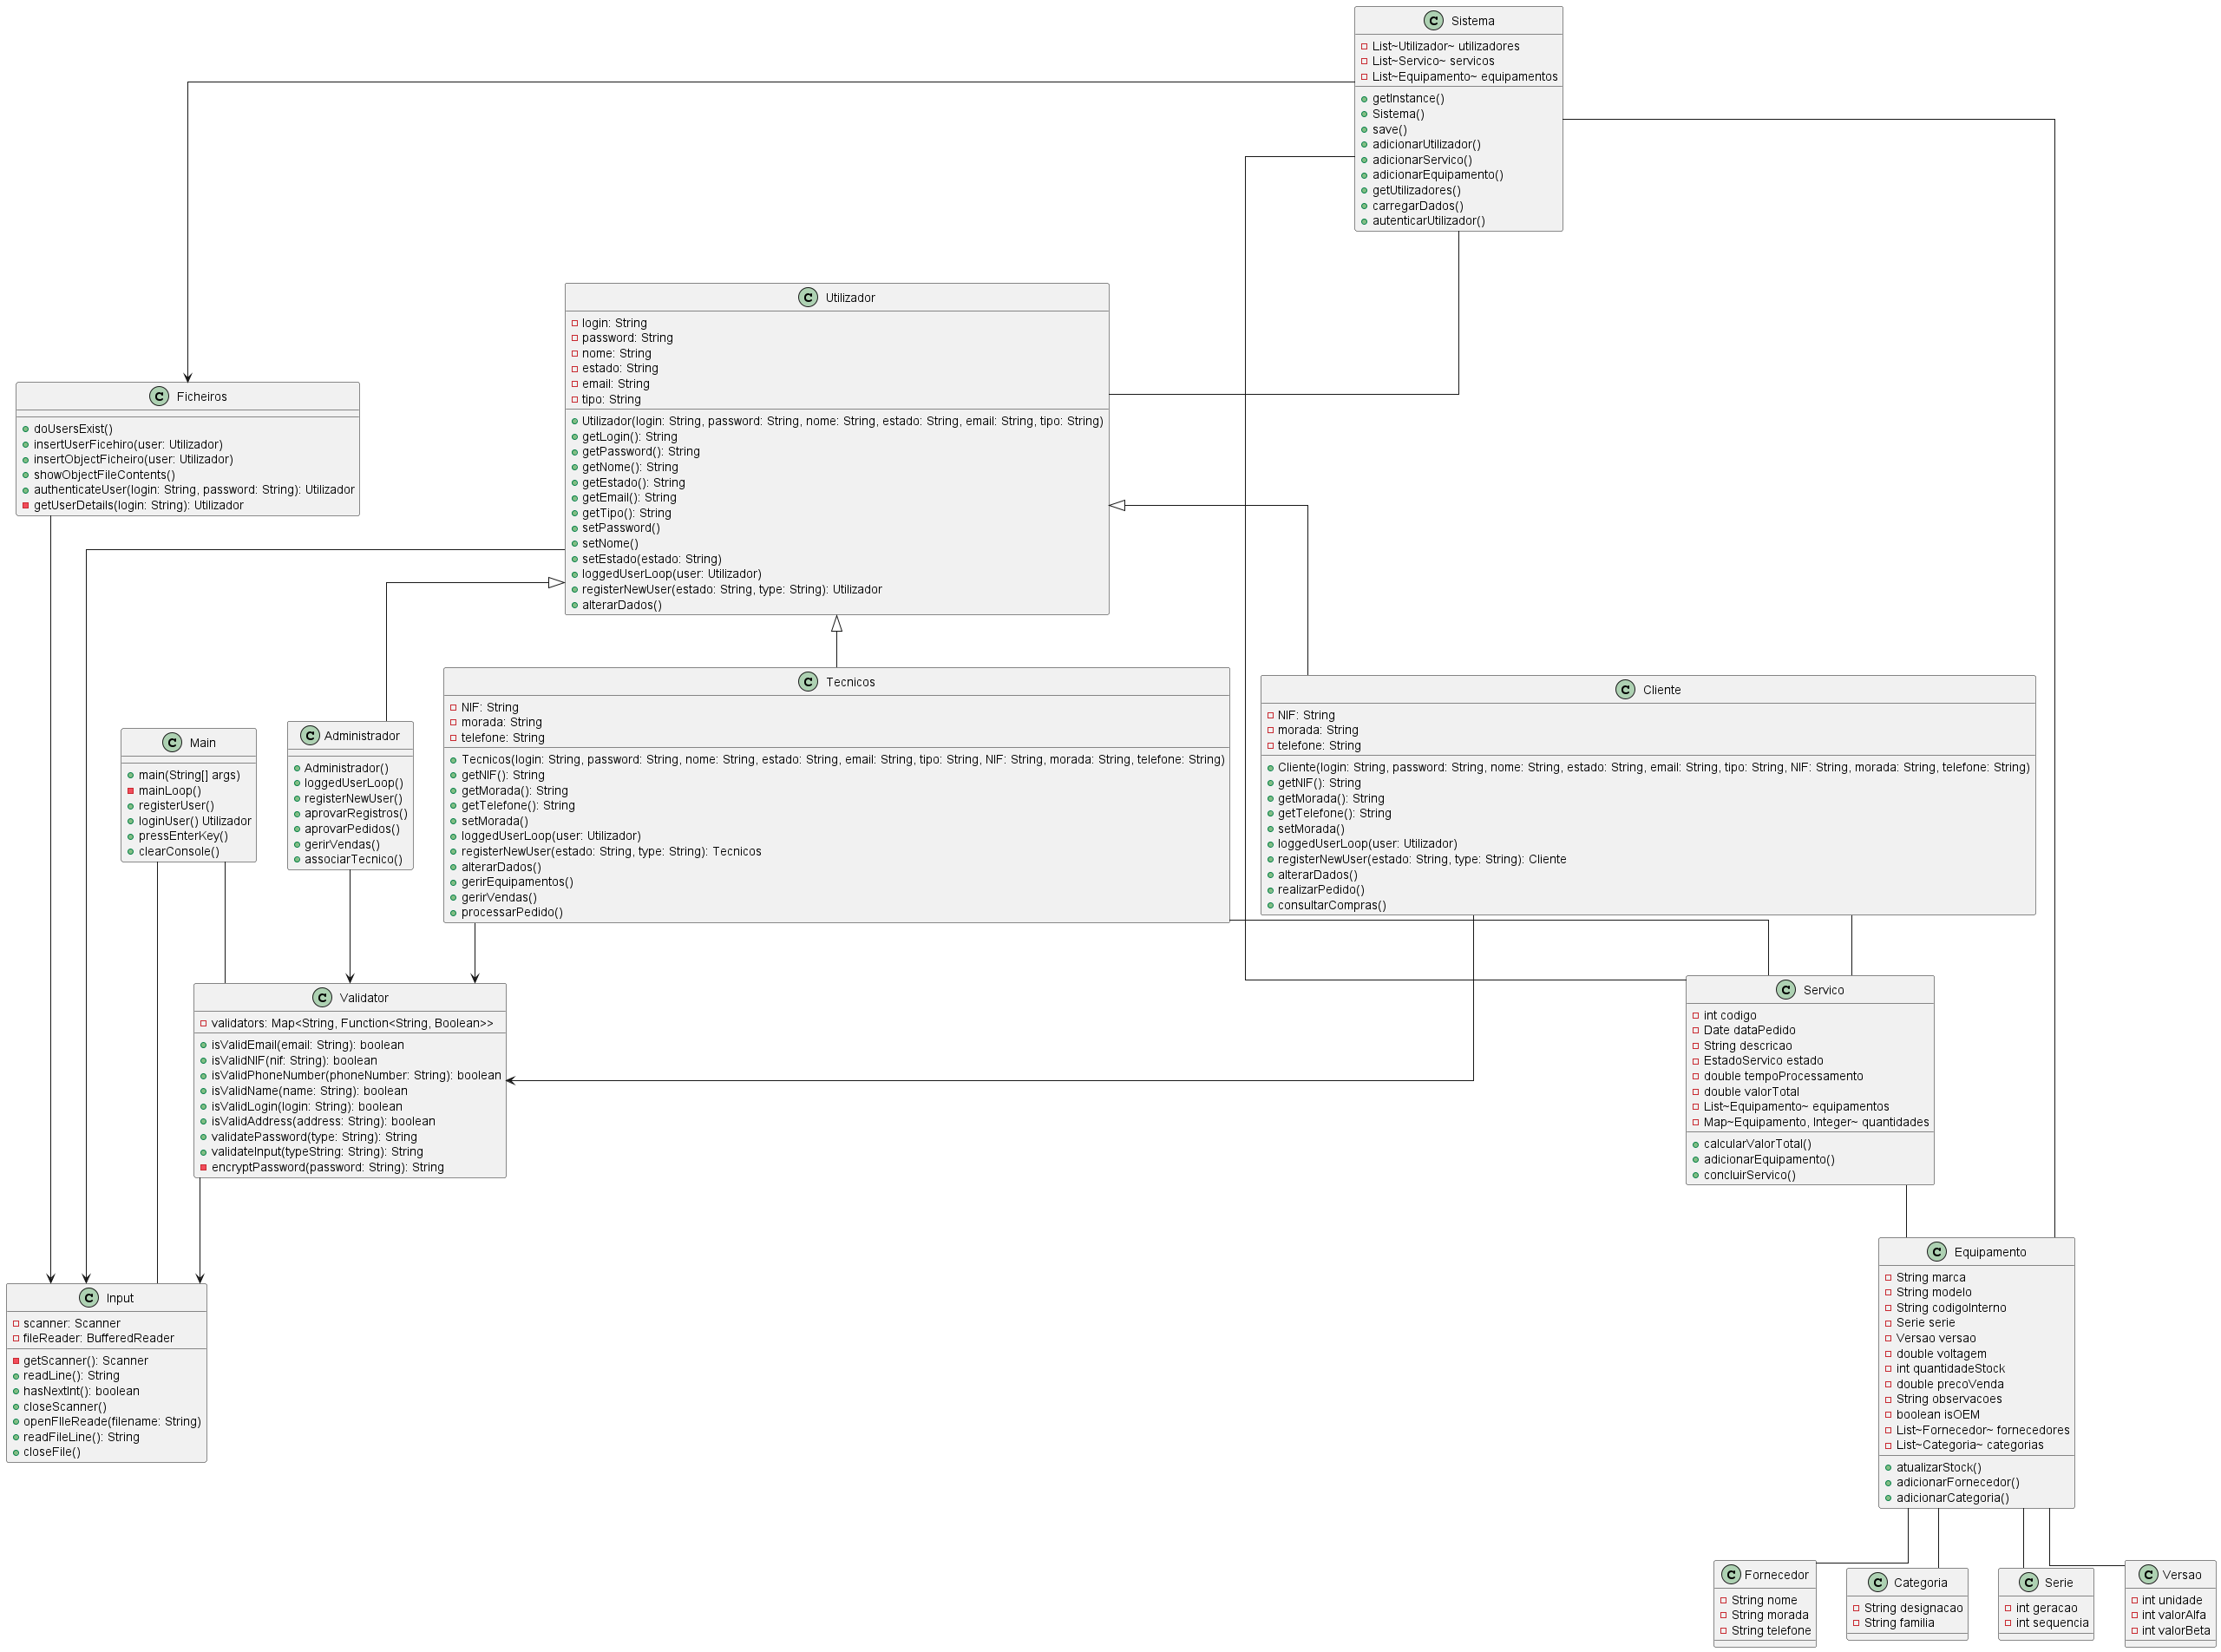 C Sistema
List~Utilizador~ utilizadores
List~Servico~ servicos
List~Equipamento~ equipamentos
getInstance()
Sistema()
save()
adicionarUtilizador()
adicionarServico()
adicionarEquipamento()
getUtilizadores()
carregarDados()
autenticarUtilizador()
C Utilizador
login: String
password: String
nome: String
estado: String
email: String
tipo: String
Utilizador(login: String, password: String, nome: String, estado: String, email: String, tipo: String)
getLogin(): String
getPassword(): String
getNome(): String
getEstado(): String
getEmail(): String
getTipo(): String
setPassword()
setNome()
setEstado(estado: String)
loggedUserLoop(user: Utilizador)
registerNewUser(estado: String, type: String): Utilizador
alterarDados()
C Ficheiros
doUsersExist()
insertUserFicehiro(user: Utilizador)
insertObjectFicheiro(user: Utilizador)
showObjectFileContents()
authenticateUser(login: String, password: String): Utilizador
getUserDetails(login: String): Utilizador
C Main
main(String[] args)
mainLoop()
registerUser()
loginUser() Utilizador
pressEnterKey()
clearConsole()
C Administrador
Administrador()
loggedUserLoop()
registerNewUser()
aprovarRegistros()
aprovarPedidos()
gerirVendas()
associarTecnico()
C Tecnicos
NIF: String
morada: String
telefone: String
Tecnicos(login: String, password: String, nome: String, estado: String, email: String, tipo: String, NIF: String, morada: String, telefone: String)
getNIF(): String
getMorada(): String
getTelefone(): String
setMorada()
loggedUserLoop(user: Utilizador)
registerNewUser(estado: String, type: String): Tecnicos
alterarDados()
gerirEquipamentos()
gerirVendas()
processarPedido()
C Cliente
NIF: String
morada: String
telefone: String
Cliente(login: String, password: String, nome: String, estado: String, email: String, tipo: String, NIF: String, morada: String, telefone: String)
getNIF(): String
getMorada(): String
getTelefone(): String
setMorada()
loggedUserLoop(user: Utilizador)
registerNewUser(estado: String, type: String): Cliente
alterarDados()
realizarPedido()
consultarCompras()
C Validator
validators: Map<String, Function<String, Boolean>>
isValidEmail(email: String): boolean
isValidNIF(nif: String): boolean
isValidPhoneNumber(phoneNumber: String): boolean
isValidName(name: String): boolean
isValidLogin(login: String): boolean
isValidAddress(address: String): boolean
validatePassword(type: String): String
validateInput(typeString: String): String
encryptPassword(password: String): String
C Servico
int codigo
Date dataPedido
String descricao
EstadoServico estado
double tempoProcessamento
double valorTotal
List~Equipamento~ equipamentos
Map~Equipamento, Integer~ quantidades
calcularValorTotal()
adicionarEquipamento()
concluirServico()
C Input
scanner: Scanner
fileReader: BufferedReader
getScanner(): Scanner
readLine(): String
hasNextInt(): boolean
closeScanner()
openFIleReade(filename: String)
readFileLine(): String
closeFile()
C Equipamento
String marca
String modelo
String codigoInterno
Serie serie
Versao versao
double voltagem
int quantidadeStock
double precoVenda
String observacoes
boolean isOEM
List~Fornecedor~ fornecedores
List~Categoria~ categorias
atualizarStock()
adicionarFornecedor()
adicionarCategoria()
C Fornecedor
String nome
String morada
String telefone
C Categoria
String designacao
String familia
C Serie
int geracao
int sequencia
C Versao
int unidade
int valorAlfa
int valorBeta